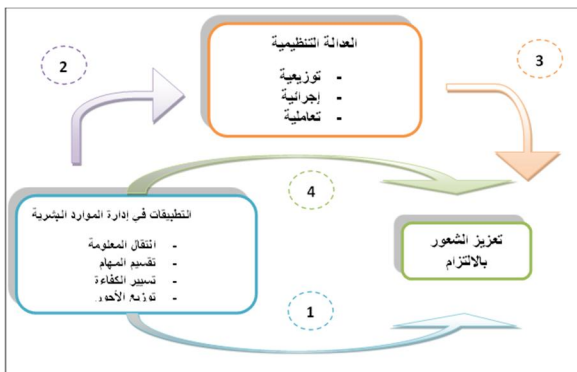 العدالة التنظيمية
- توزيعية
- إجرائية
- تعاملية
2
3
4
التطبيقات في إدارة الموارد البشرية
- انتقال المعلومة
- تقسيم المهام
- تسيير الكفاءة
- توزيع الأجور
تعزيز الشعور
بالالتزام
1